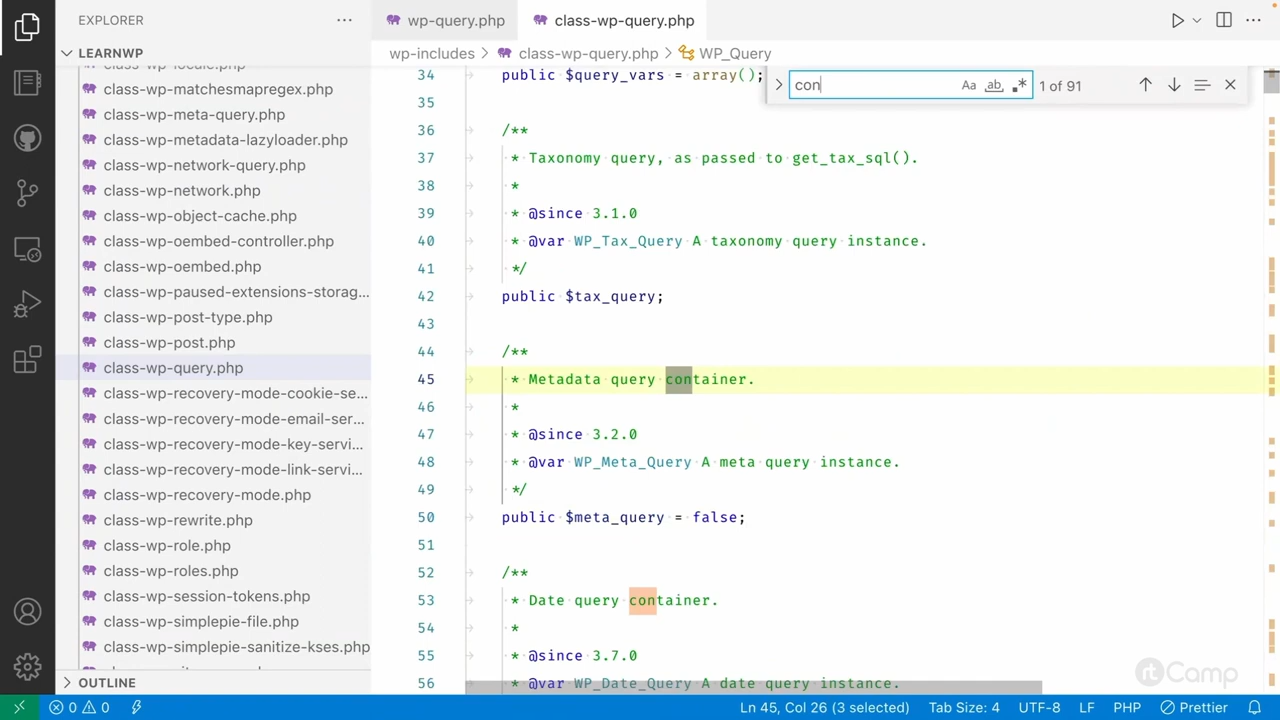 EXPLORER
LEARNWP
class-wp-locale.php
class-wp-matchesmapregex.php
class-wp-meta-query.php
class-wp-metadata-lazyloader.php
class-wp-network-query.php
class-wp-network.php
class-wp-object-cache.php
class-wp-oembed-controller.php
class-wp-oembed.php
class-wp-paused-extensions-storag...
class-wp-post-type.php
class-wp-post.php
class-wp-query.php
class-wp-recovery-mode-cookie-se...
class-wp-recovery-mode-email-ser...
class-wp-recovery-mode-key-servi...
class-wp-recovery-mode-link-servi...
class-wp-recovery-mode.php
class-wp-rewrite.php
class-wp-role.php
class-wp-roles.php
class-wp-session-tokens.php
class-wp-simplepie-file.php
class-wp-simplepie-sanitize-kses.php
OUTLINE
wp-query.php class-wp-query.php
wp-includes > class-wp-query.php > WP_Query
con Aa ab 1 of 91
34 public $query_vars = array();
35
36 /**
37 * Taxonomy query, as passed to get_tax_sql().
38 *
39 * @since 3.1.0
40 * @var WP_Tax_Query A taxonomy query instance.
41 */
42 public $tax_query;
43
44 /**
45 * Metadata query container.
46 *
47 * @since 3.2.0
48 * @var WP_Meta_Query A meta query instance.
49 */
50 public $meta_query = false;
51
52 /**
53 * Date query container.
54 *
55 * @since 3.7.0
56 * @var WP_Date_Query A date query instance.
rtCamp
0 0 Ln 45, Col 26 (3 selected) Tab Size: 4 UTF-8 LF PHP Prettier